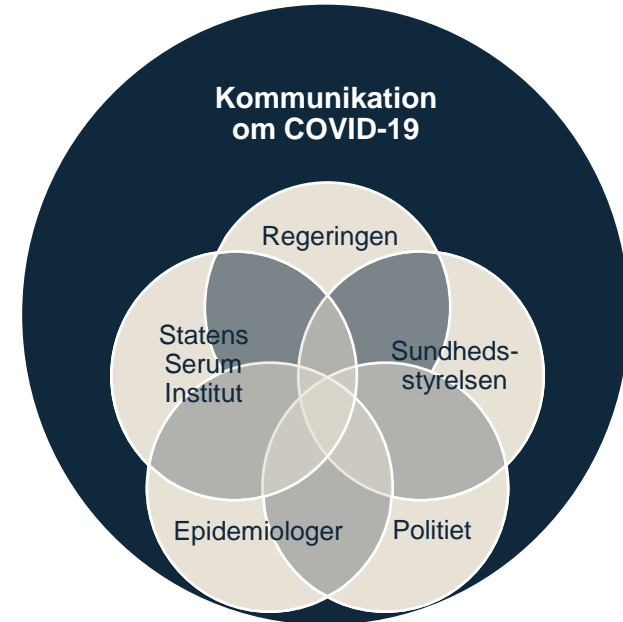 Kommunikation
om COVID-19
Regeringen
Statens
Serum
Institut
Sundheds-
styrelsen
Epidemiologer
Politiet